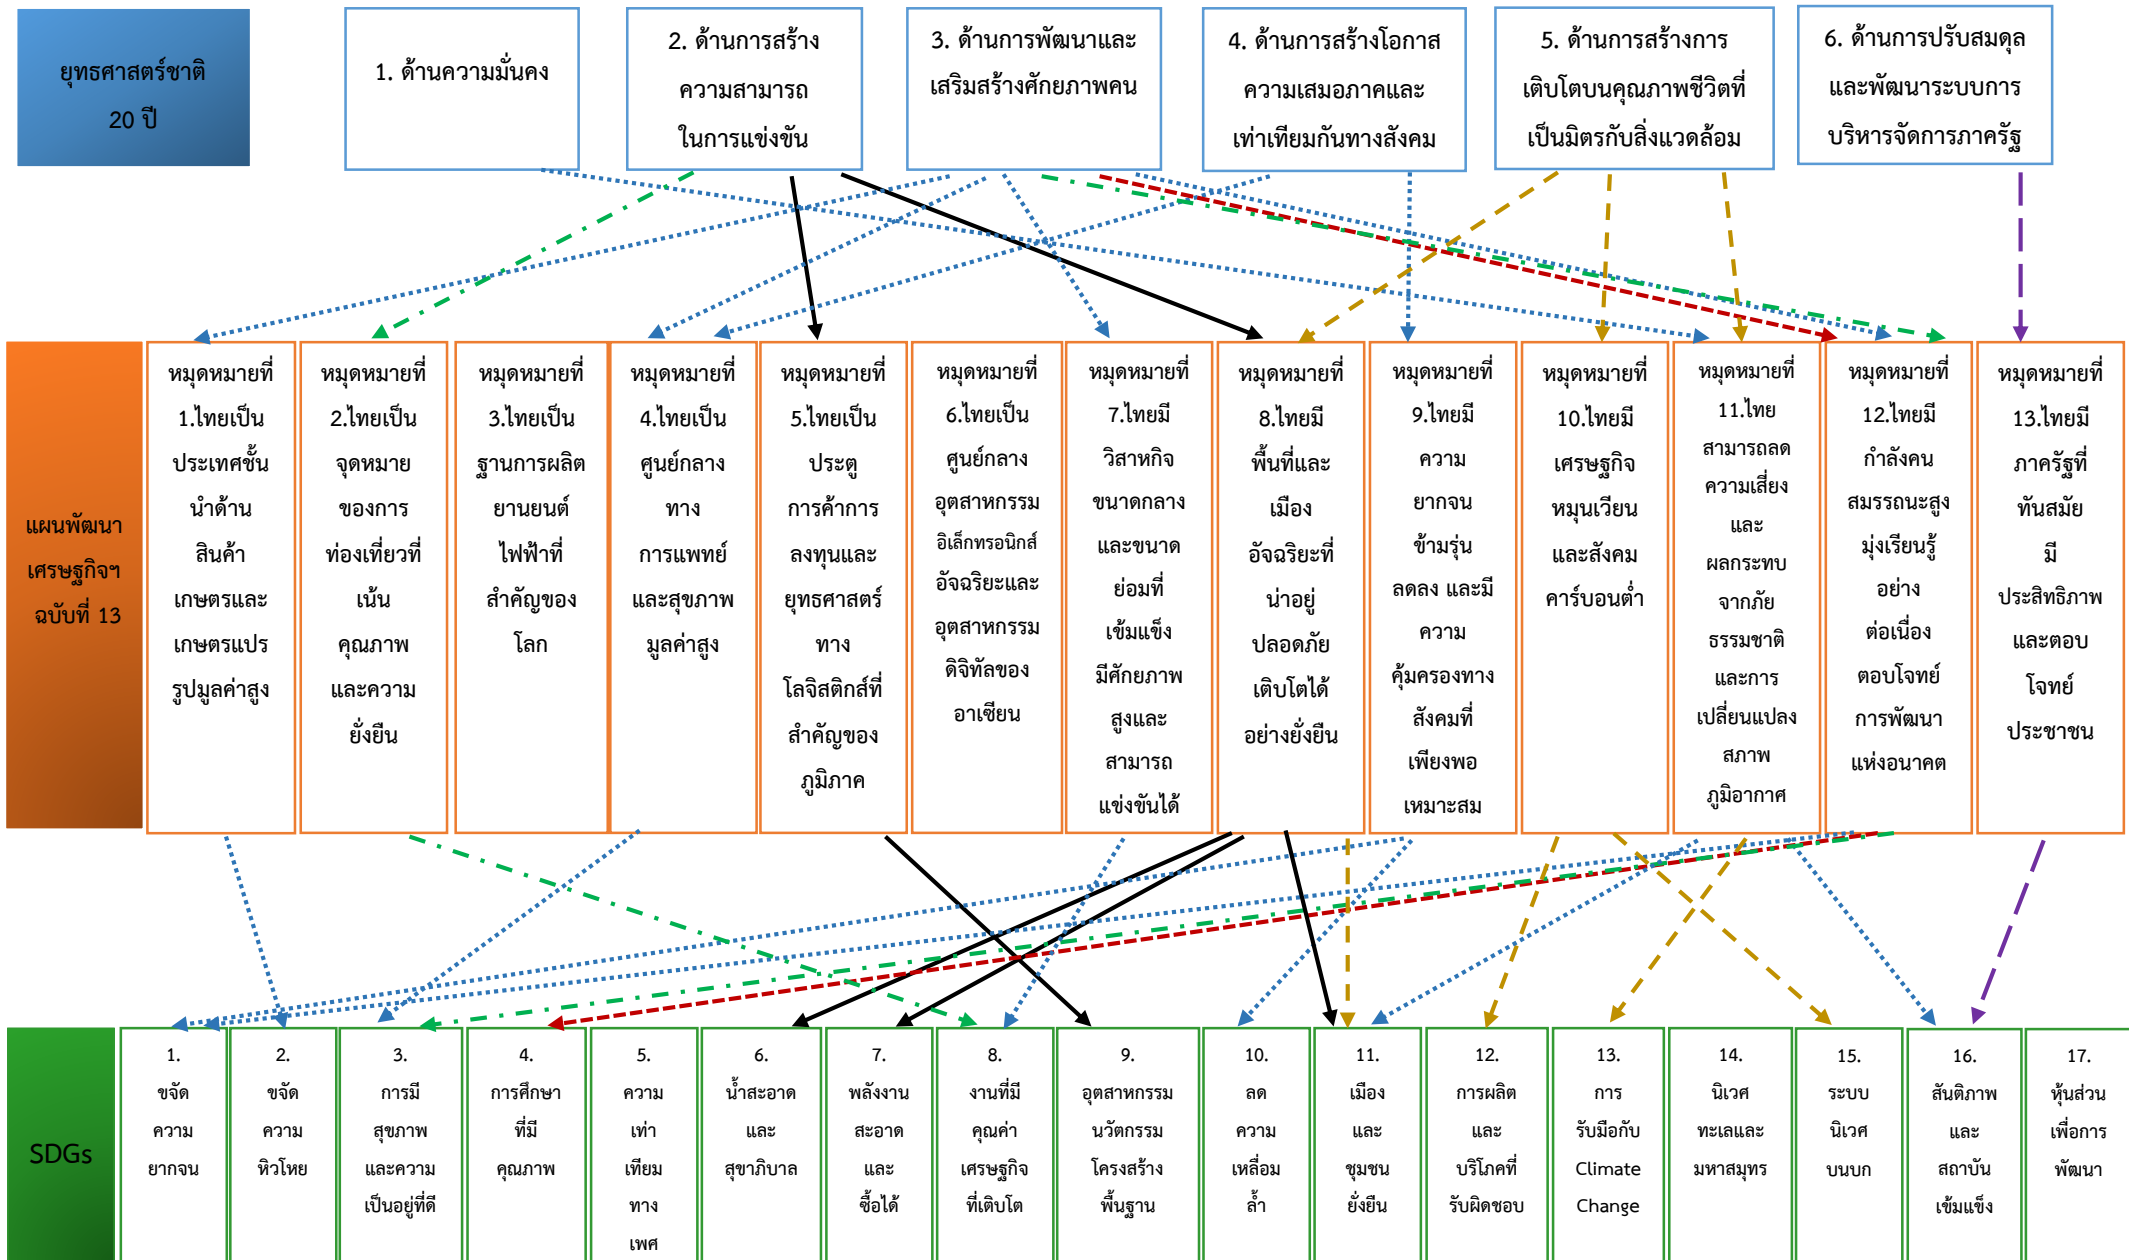 ยุทธศาสตร์ชาติ
20 ปี
1. ด้านความมั่นคง
2. ด้านการสร้าง
ความสามารถ
ในการแข่งขัน
3. ด้านการพัฒนาและ
เสริมสร้างศักยภาพคน
4. ด้านการสร้างโอกาส
ความเสมอภาคและ
เท่าเทียมกันทางสังคม
5. ด้านการสร้างการ
เติบโตบนคุณภาพชีวิตที่
เป็นมิตรกับสิ่งแวดล้อม
6. ด้านการปรับสมดุล
และพัฒนาระบบการ
บริหารจัดการภาครัฐ
แผนพัฒนา
เศรษฐกิจฯ
ฉบับที่ 13
หมุดหมายที่
1.ไทยเป็น
ประเทศชั้น
นำด้าน
สินค้า
เกษตรและ
เกษตรแปร
รูปมูลค่าสูง
หมุดหมายที่
2.ไทยเป็น
จุดหมาย
ของการ
ท่องเที่ยวที่
เน้น
คุณภาพ
และความ
ยั่งยืน
หมุดหมายที่
3.ไทยเป็น
ฐานการผลิต
ยานยนต์
ไฟฟ้าที่
สำคัญของ
โลก
หมุดหมายที่
4.ไทยเป็น
ศูนย์กลาง
ทาง
การแพทย์
และสุขภาพ
มูลค่าสูง
หมุดหมายที่
5.ไทยเป็น
ประตู
การค้าการ
ลงทุนและ
ยุทธศาสตร์
ทาง
โลจิสติกส์ที่
สำคัญของ
ภูมิภาค
หมุดหมายที่
6.ไทยเป็น
ศูนย์กลาง
อุตสาหกรรม
อิเล็กทรอนิกส์
อัจฉริยะและ
อุตสาหกรรม
ดิจิทัลของ
อาเซียน
หมุดหมายที่
7.ไทยมี
วิสาหกิจ
ขนาดกลาง
และขนาด
ย่อมที่
เข้มแข็ง
มีศักยภาพ
สูงและ
สามารถ
แข่งขันได้
หมุดหมายที่
8.ไทยมี
พื้นที่และ
เมือง
อัจฉริยะที่
น่าอยู่
ปลอดภัย
เติบโตได้
อย่างยั่งยืน
หมุดหมายที่
9.ไทยมี
ความ
ยากจน
ข้ามรุ่น
ลดลง และมี
ความ
คุ้มครองทาง
สังคมที่
เพียงพอ
เหมาะสม
หมุดหมายที่
10.ไทยมี
เศรษฐกิจ
หมุนเวียน
และสังคม
คาร์บอนต่ำ
หมุดหมายที่
11.ไทย
สามารถลด
ความเสี่ยง
และ
ผลกระทบ
จากภัย
ธรรมชาติ
และการ
เปลี่ยนแปลง
สภาพ
ภูมิอากาศ
หมุดหมายที่
12.ไทยมี
กำลังคน
สมรรถนะสูง
มุ่งเรียนรู้
อย่าง
ต่อเนื่อง
ตอบโจทย์
การพัฒนา
แห่งอนาคต
หมุดหมายที่
13.ไทยมี
ภาครัฐที่
ทันสมัย
มี
ประสิทธิภาพ
และตอบ
โจทย์
ประชาชน
SDGs
1.
ขจัด
ความ
ยากจน
2.
ขจัด
ความ
หิวโหย
3.
การมี
สุขภาพ
และความ
เป็นอยู่ที่ดี
4.
การศึกษา
ที่มี
คุณภาพ
5.
ความ
เท่า
เทียม
ทาง
เพศ
6.
น้ำสะอาด
และ
สุขาภิบาล
7.
พลังงาน
สะอาด
และ
ซื้อได้
8.
งานที่มี
คุณค่า
เศรษฐกิจ
ที่เติบโต
9.
อุตสาหกรรม
นวัตกรรม
โครงสร้าง
พื้นฐาน
10.
ลด
ความ
เหลื่อม
ล้ำ
11.
เมือง
และ
ชุมชน
ยั่งยืน
12.
การผลิต
และ
บริโภคที่
รับผิดชอบ
13.
การ
รับมือกับ
Climate
Change
14.
นิเวศ
ทะเลและ
มหาสมุทร
15.
ระบบ
นิเวศ
บนบก
16.
สันติภาพ
และ
สถาบัน
เข้มแข็ง
17.
หุ้นส่วน
เพื่อการ
พัฒนา